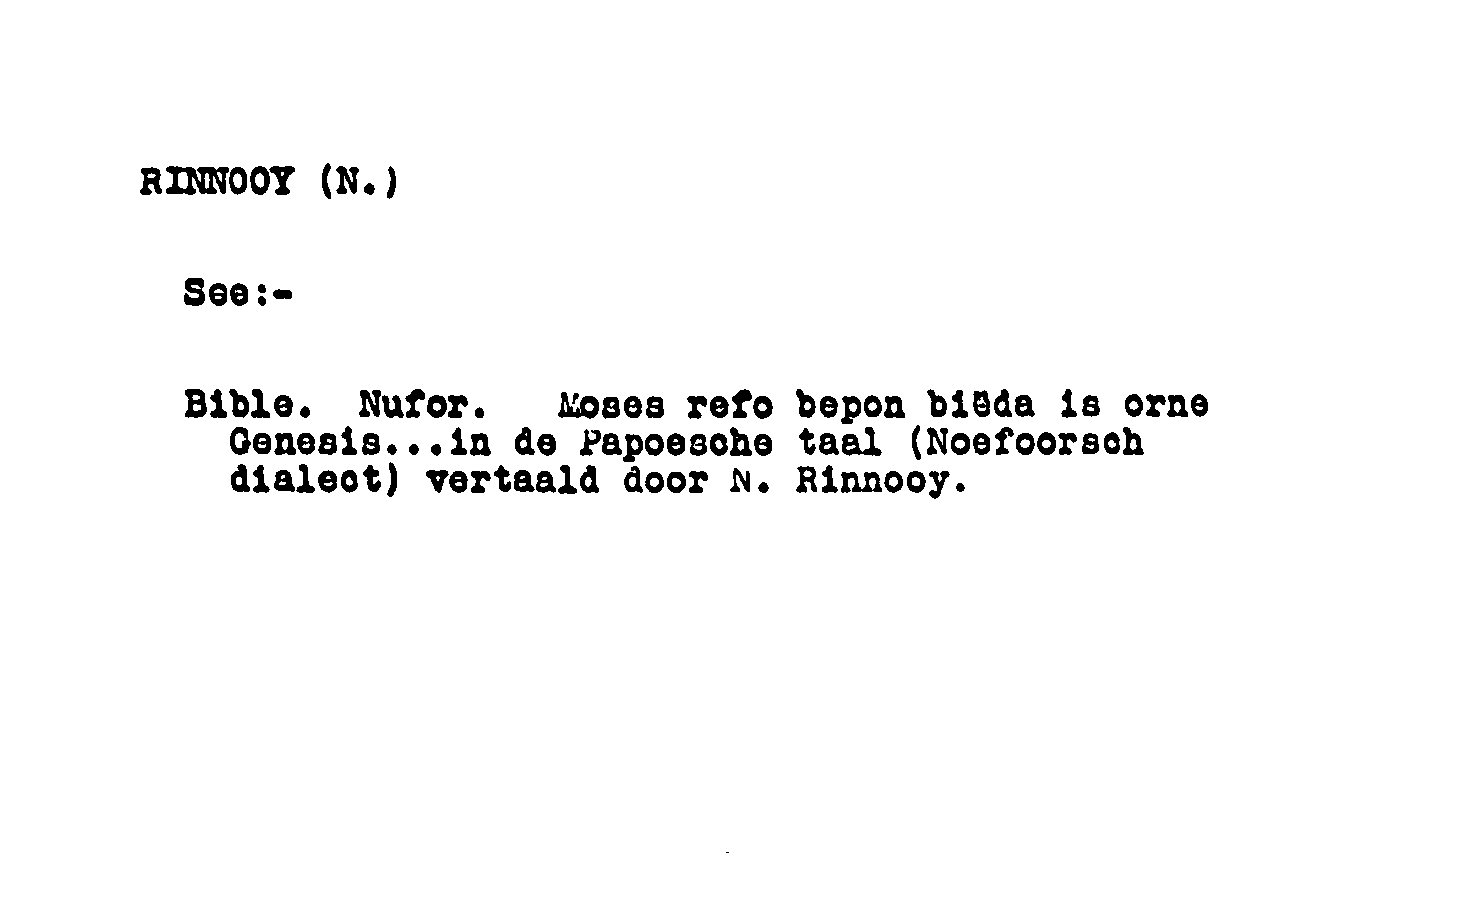 RINNOOY (N.)
See:-
Bible. Nufor. Moses refo bepon biëda is orne
Genesis...in de Papoesche taal (Noefoorsch
dialect) vertaald door N. Rinnooy.